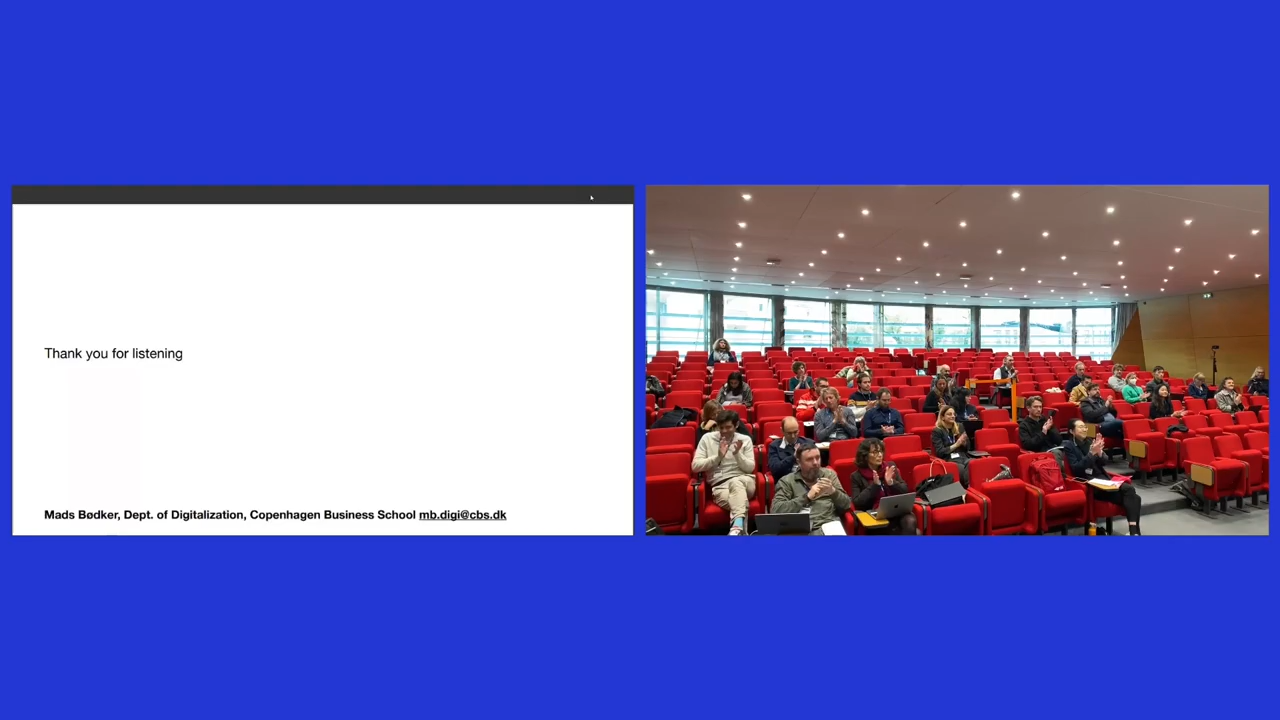 Thank you for listening
Mads Bødker, Dept. of Digitalization, Copenhagen Business School mb.digi@cbs.dk